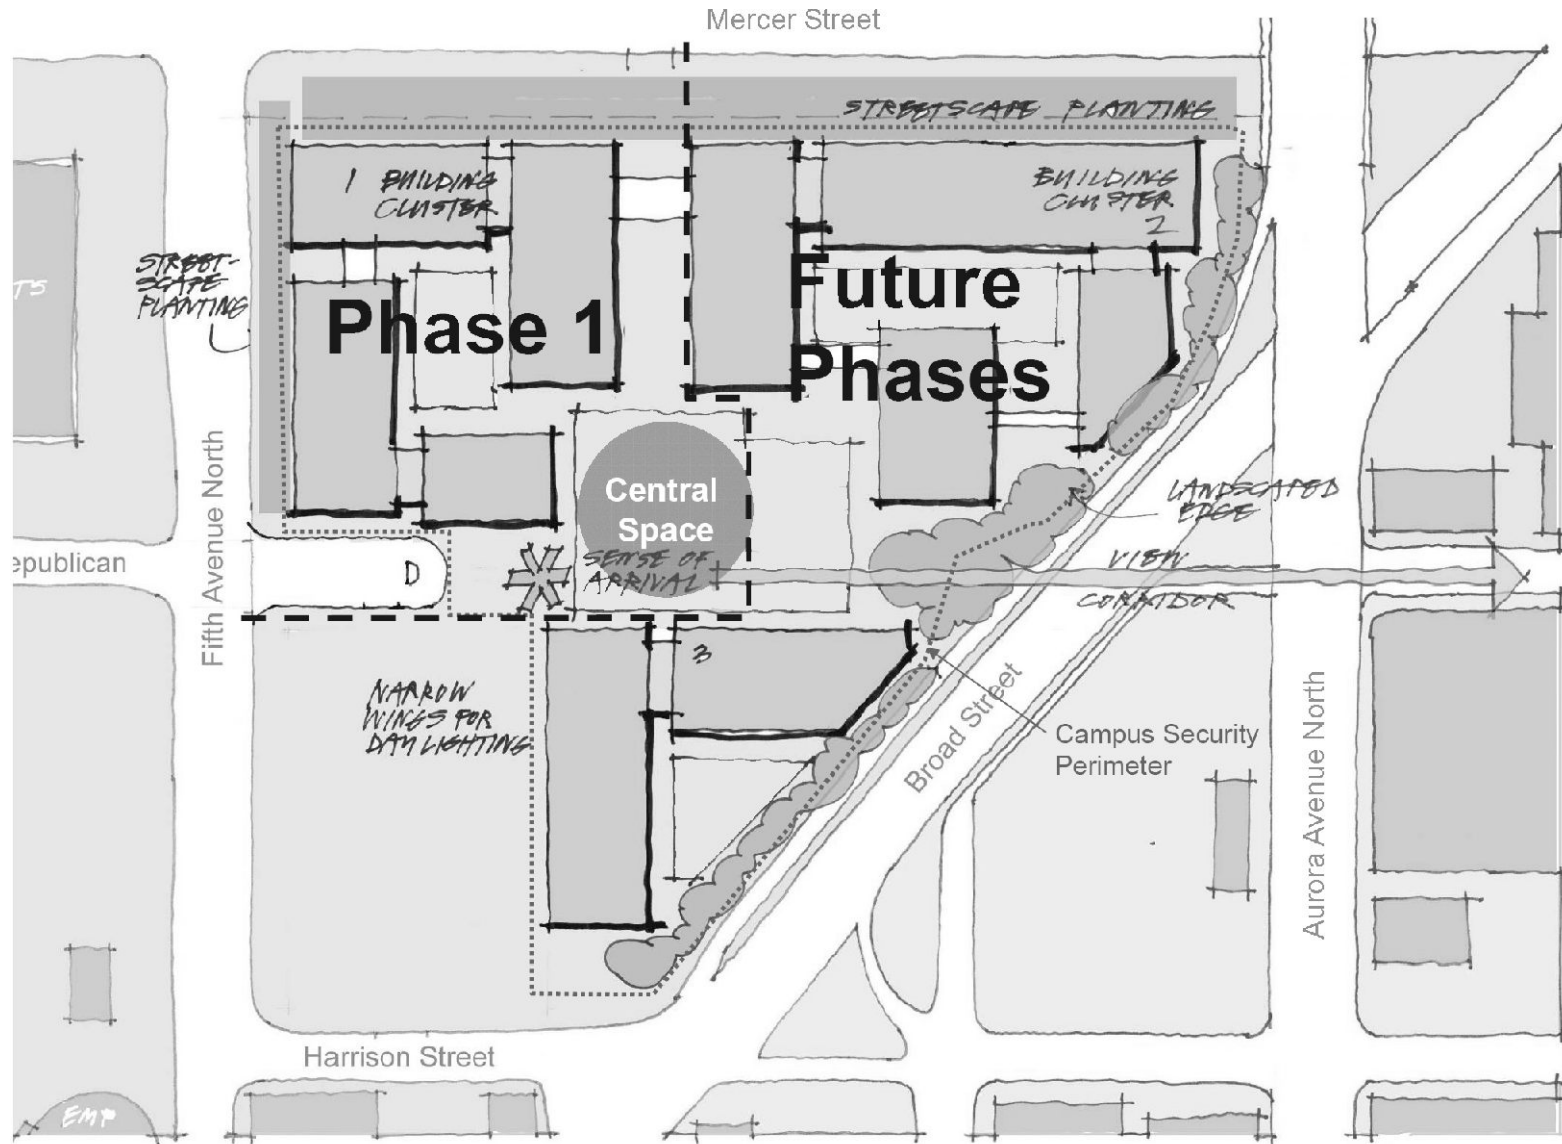 Mercer Street
STREETSCAPE PLANTING
1 BUILDING
CLUSTER
BUILDING
CLUSTER
2
STREET-
SCAPE
PLANTING
TS
Phase 1
Future
Phases
Fifth Avenue North
Central
Space
SENSE OF
ARRIVAL
LANDSCAPED
EDGE
epublican
D
VIEW
CORRIDOR
3
NARROW
WINGS FOR
DAYLIGHTING
Broad Street
Campus Security
Perimeter
Aurora Avenue North
Harrison Street
EMP